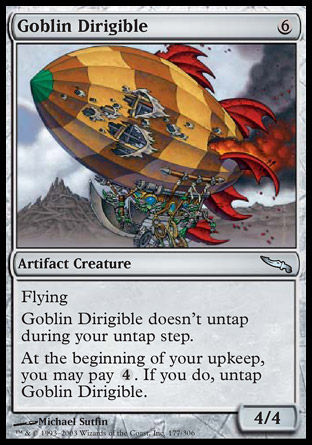 Goblin Dirigible 6
Artifact Creature
Flying
Goblin Dirigible doesn't untap
during your untap step.
At the beginning of your upkeep,
you may pay 4. If you do, untap
Goblin Dirigible.
Michael Sutfin
™ & © 1993–2003 Wizards of the Coast, Inc. 177/306
4/4